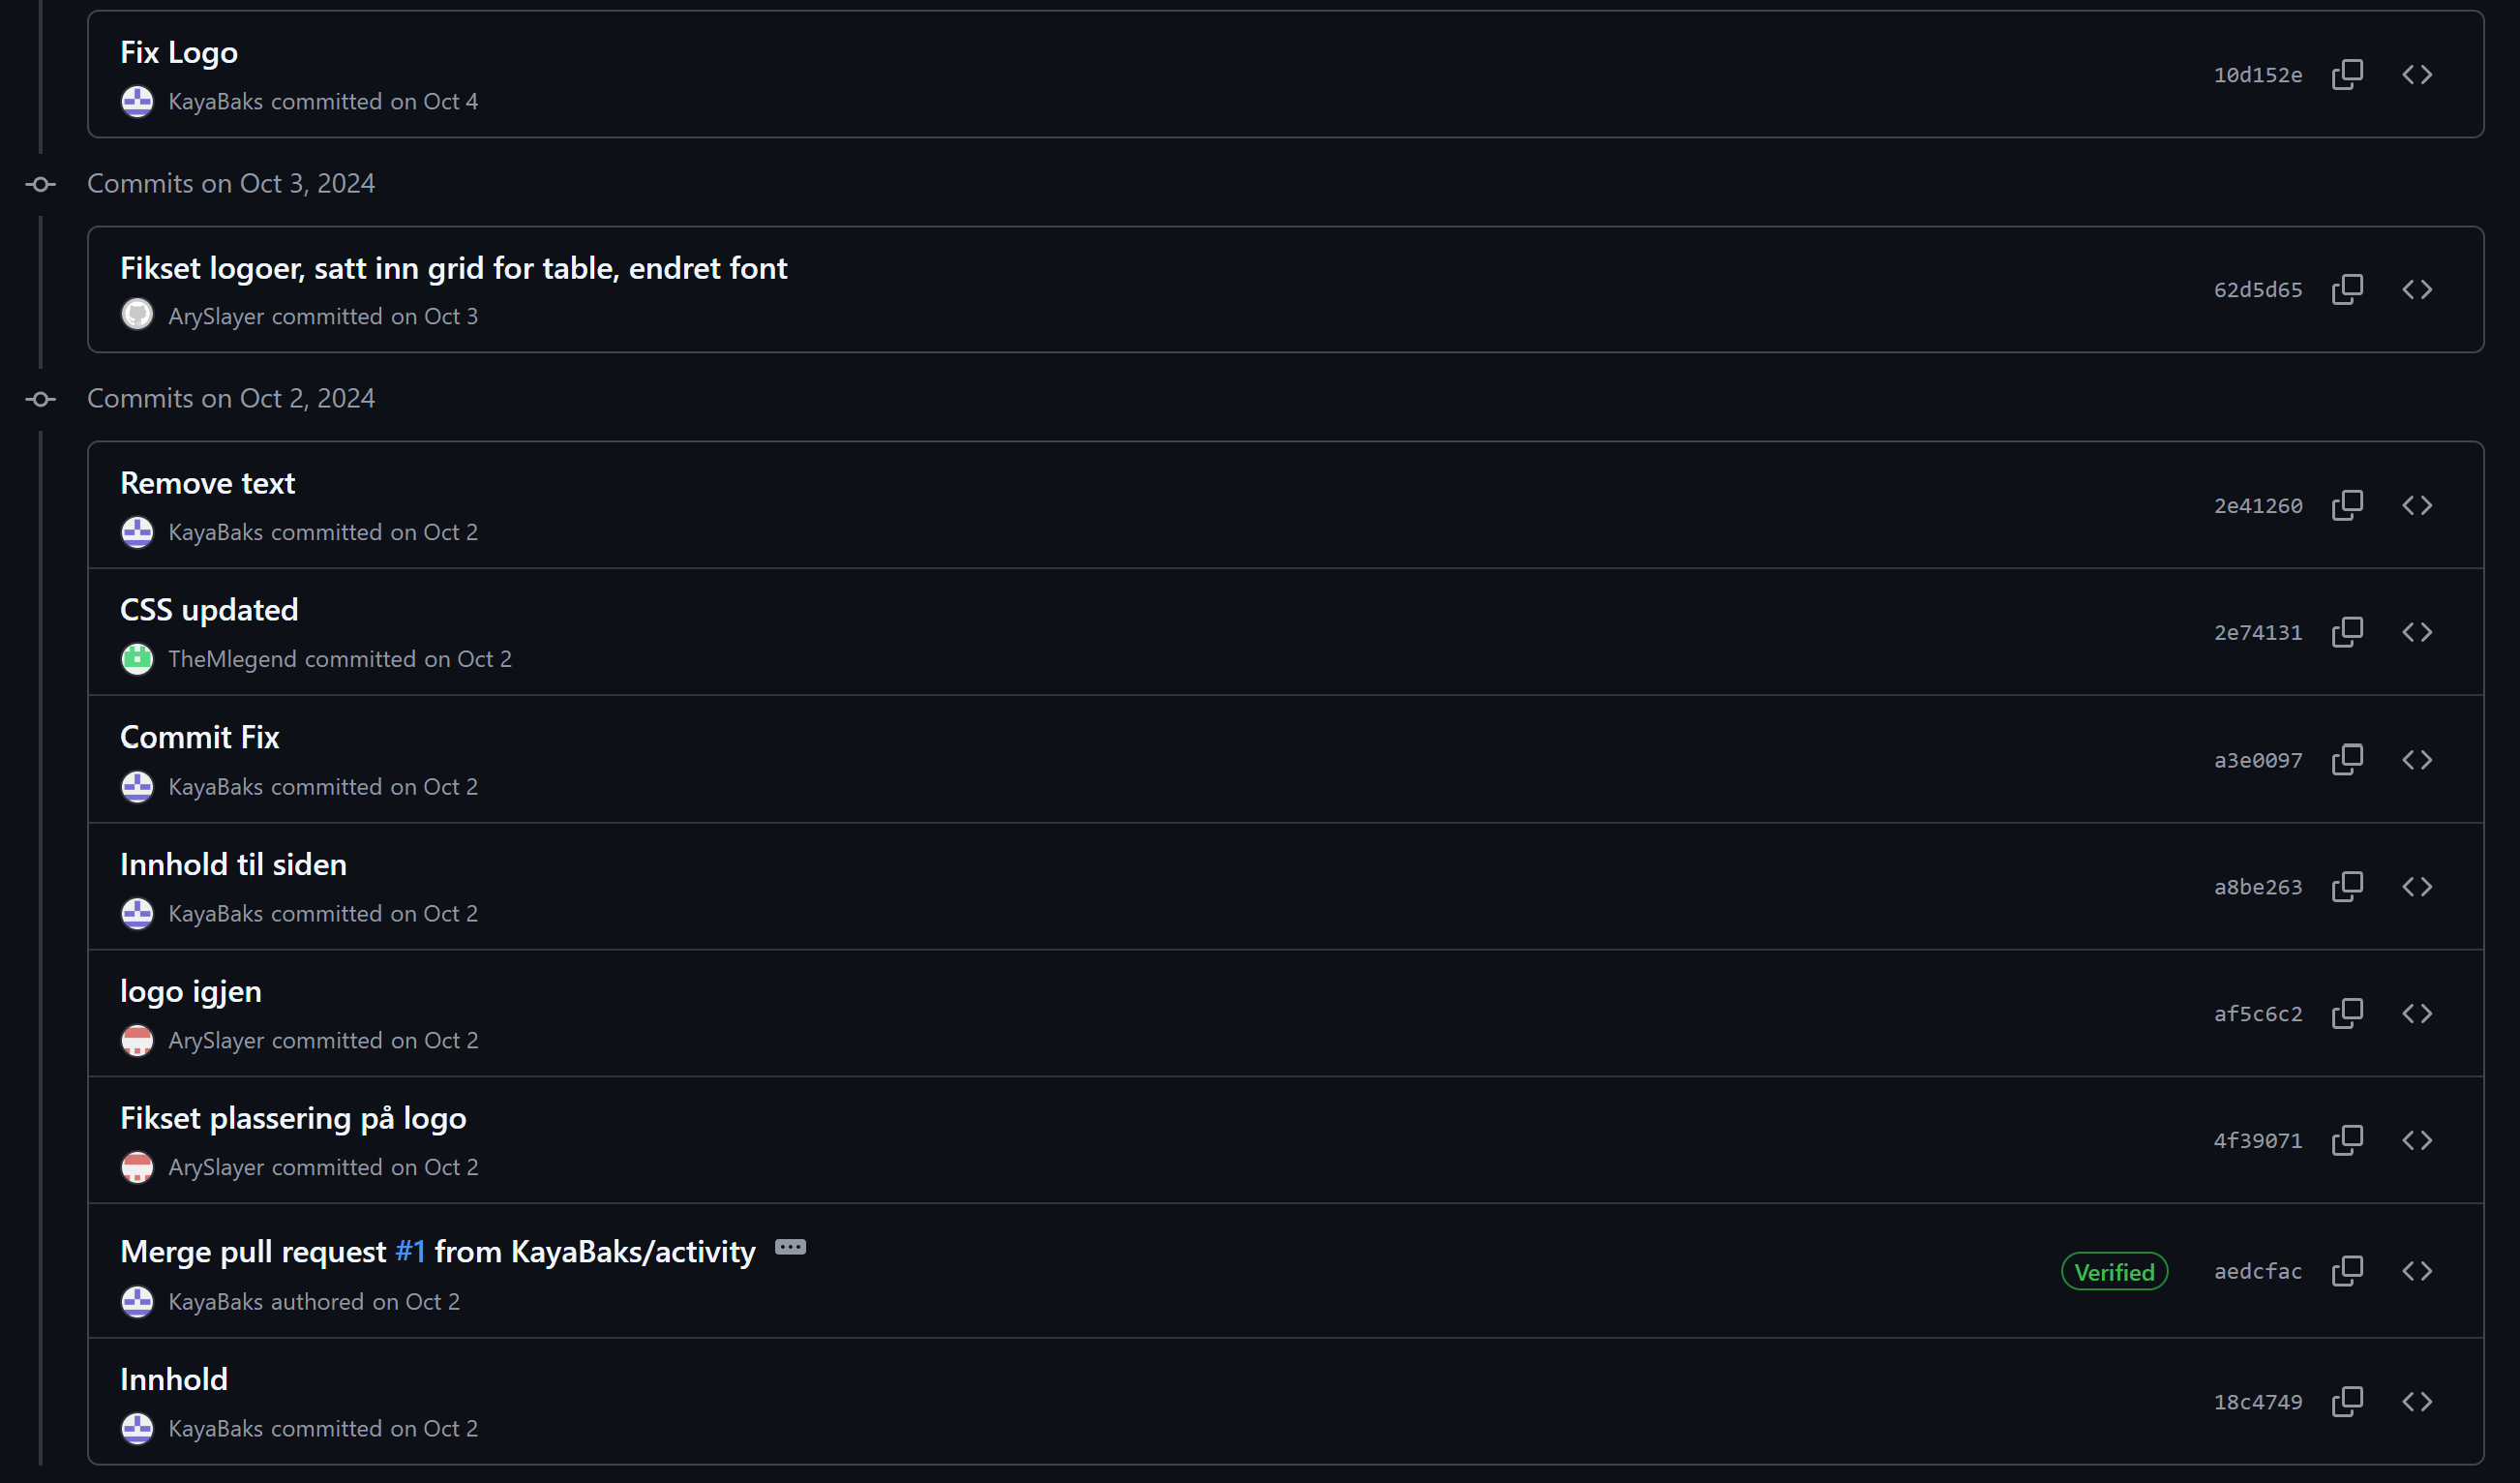 Fix Logo
KayaBaks committed on Oct 4
10d152e
Commits on Oct 3, 2024
Fikset logoer, satt inn grid for table, endret font
ArySlayer committed on Oct 3
62d5d65
Commits on Oct 2, 2024
Remove text
KayaBaks committed on Oct 2
2e41260
CSS updated
TheMlegend committed on Oct 2
2e74131
Commit Fix
KayaBaks committed on Oct 2
a3e0097
Innhold til siden
KayaBaks committed on Oct 2
a8be263
logo igjen
ArySlayer committed on Oct 2
af5c6c2
Fikset plassering på logo
ArySlayer committed on Oct 2
4f39071
Merge pull request #1 from KayaBaks/activity
KayaBaks authored on Oct 2
Verified aedcfac
Innhold
KayaBaks committed on Oct 2
18c4749